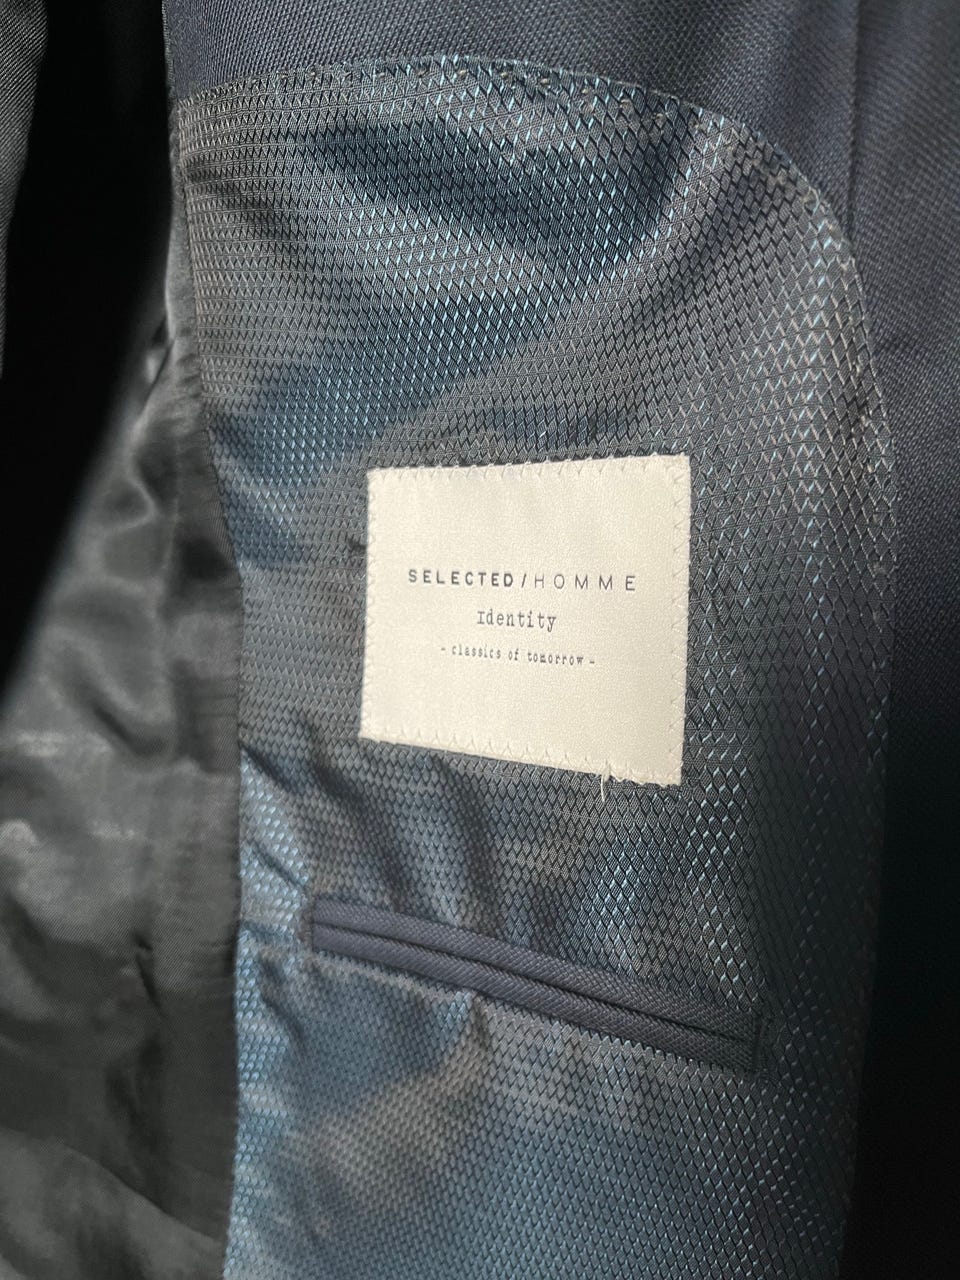 SELECTED/HOMME
Identity
- classics of tomorrow -